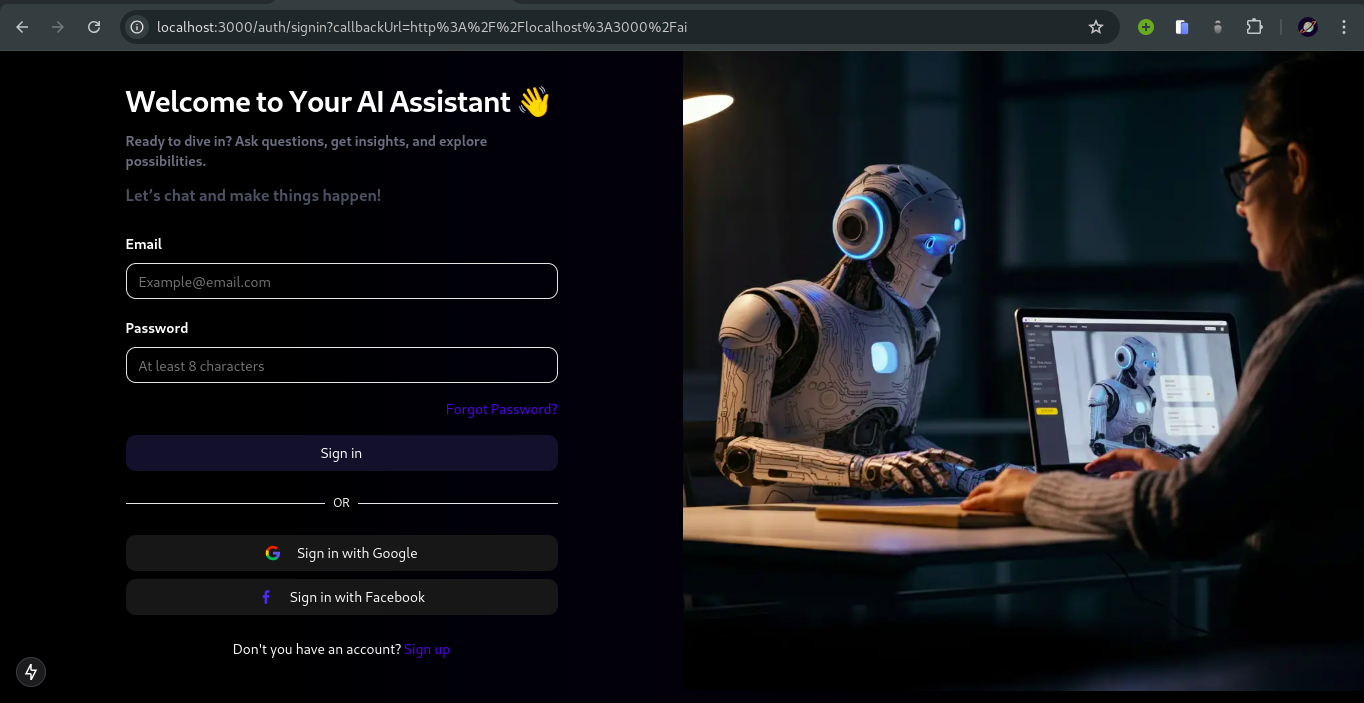 localhost:3000/auth/signin?callbackUrl=http%3A%2F%2Flocalhost%3A3000%2Fai
Welcome to Your AI Assistant 👋
Ready to dive in? Ask questions, get insights, and explore
possibilities.
Let's chat and make things happen!
Email
Example@email.com
Password
At least 8 characters
Forgot Password?
Sign in
OR
Sign in with Google
Sign in with Facebook
Don't you have an account? Sign up